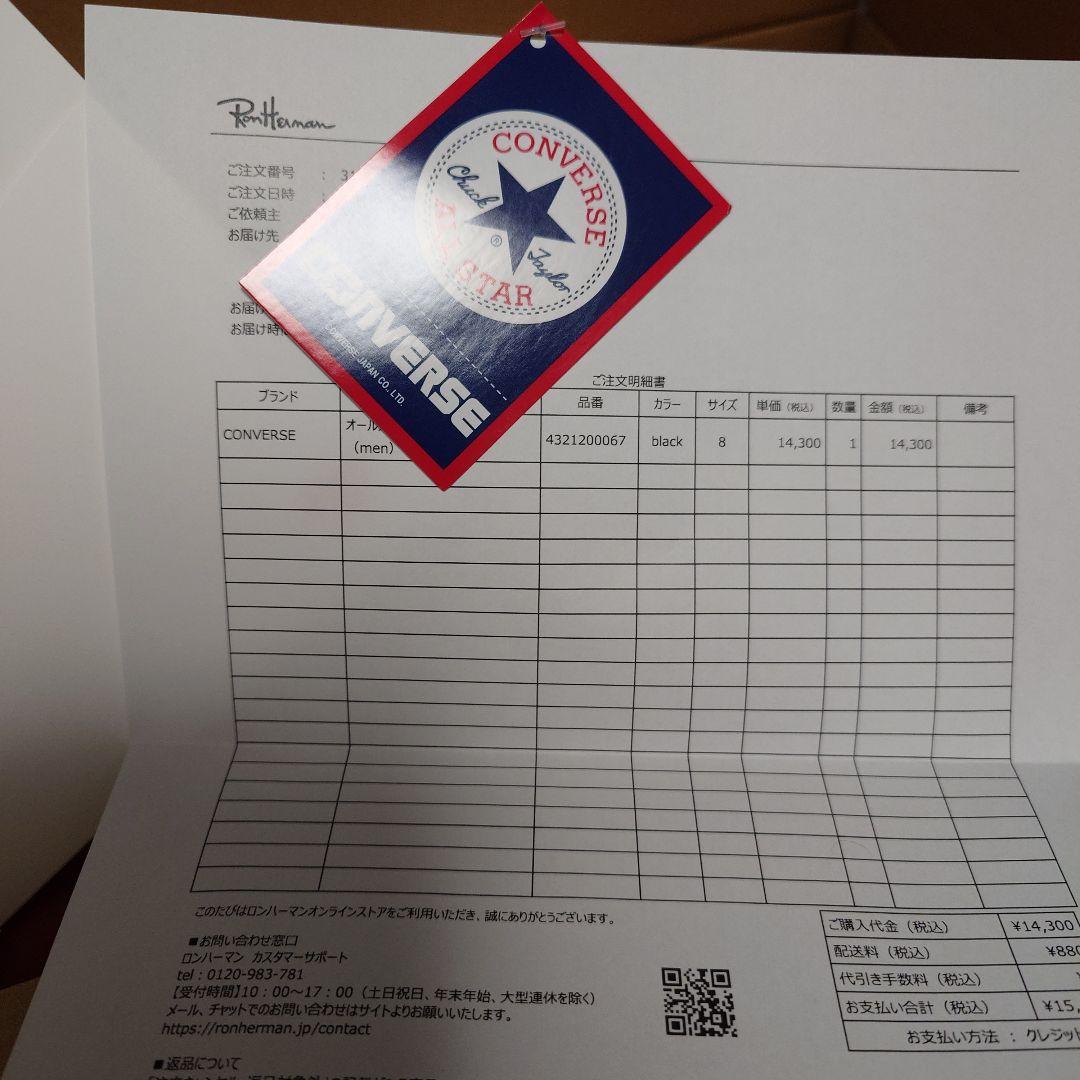 RonHerman
ご注文番号 : 31
ご注文日時 :
ご依頼主
お届け先
お届け
お届け時
CONVERSE
Chuck
Taylor
ALL STAR
®
CONVERSE
CONVERSE JAPAN CO., LTD.
ご注文明細書
ブランド 品番 カラー サイズ 単価 (税込) 数量 金額 (税込) 備考
CONVERSE オール 4321200067 black 8 14,300 1 14,300
(men)
このたびはロンハーマンオンラインストアをご利用いただき、誠にありがとうございます。
■お問い合わせ窓口
ロンハーマン カスタマーサポート
tel : 0120-983-781
【受付時間】10:00~17:00(土日祝日、年末年始、大型連休を除く)
メール、チャットでのお問い合わせはサイトよりお願いいたします。
https://ronherman.jp/contact
■返品について
ご購入代金(税込) ¥14,300
配送料(税込) ¥880
代引き手数料(税込) ¥
お支払い合計(税込) ¥15,
お支払い方法 : クレジット